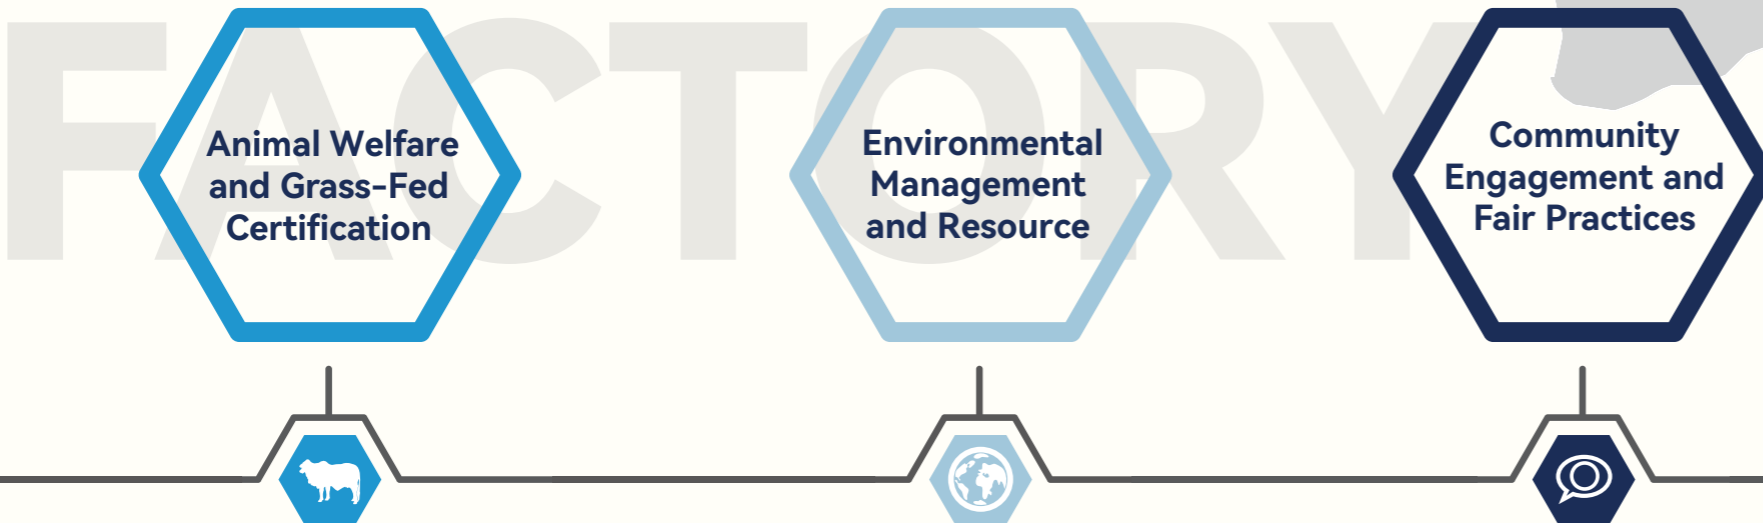 FACTORY
Animal Welfare
and Grass-Fed
Certification
Environmental
Management
and Resource
Community
Engagement and
Fair Practices